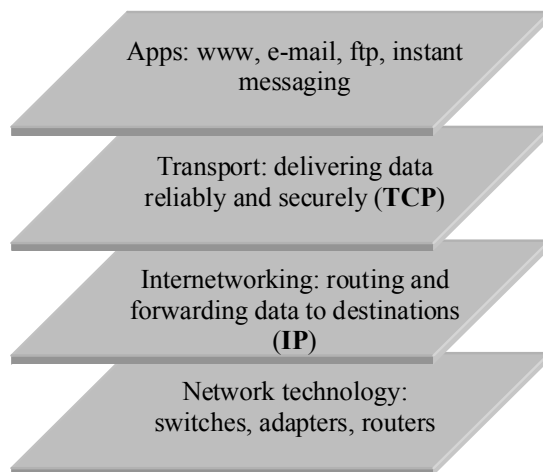 Apps: www, e-mail, ftp, instant
messaging
Transport: delivering data
reliably and securely (TCP)
Internetworking: routing and
forwarding data to destinations
(IP)
Network technology:
switches, adapters, routers